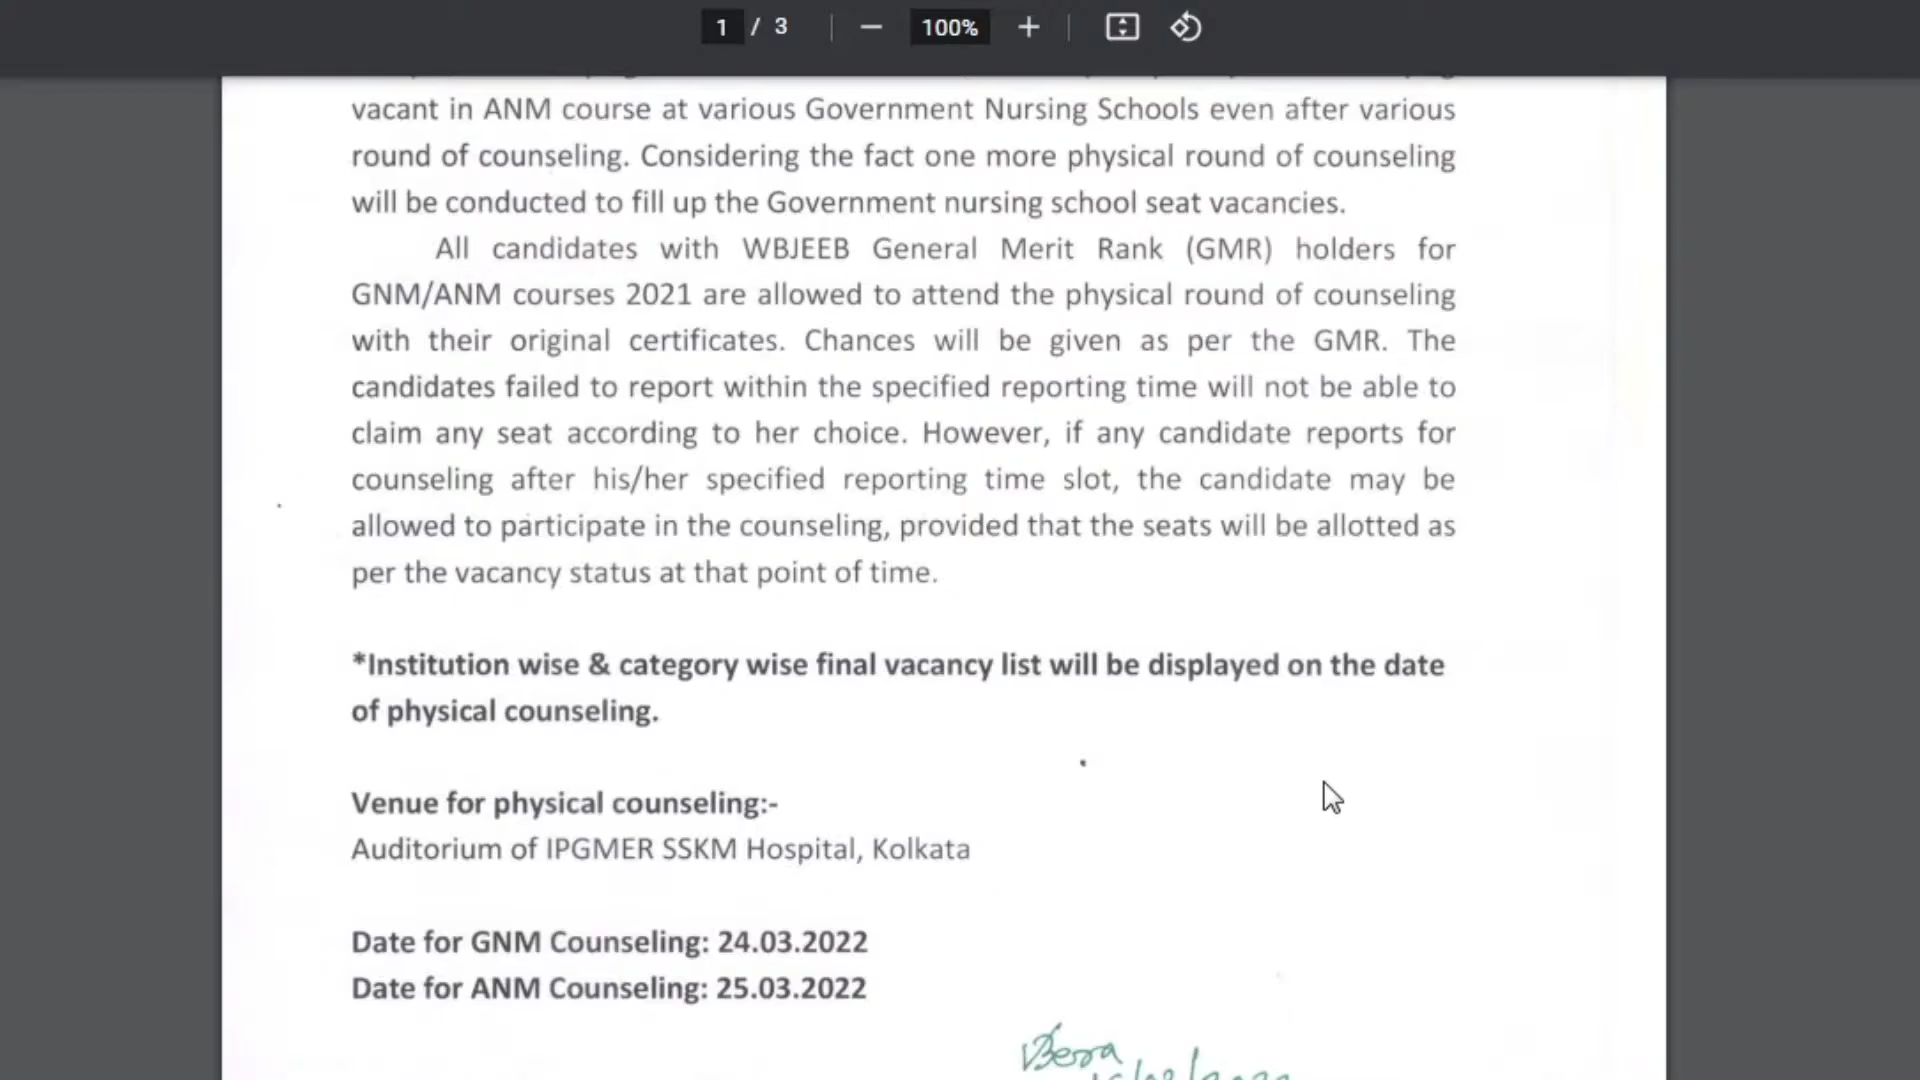 1 / 3 100%
vacant in ANM course at various Government Nursing Schools even after various
round of counseling. Considering the fact one more physical round of counseling
will be conducted to fill up the Government nursing school seat vacancies.
All candidates with WBJEEB General Merit Rank (GMR) holders for
GNM/ANM courses 2021 are allowed to attend the physical round of counseling
with their original certificates. Chances will be given as per the GMR. The
candidates failed to report within the specified reporting time will not be able to
claim any seat according to her choice. However, if any candidate reports for
counseling after his/her specified reporting time slot, the candidate may be
allowed to participate in the counseling, provided that the seats will be allotted as
per the vacancy status at that point of time.
*Institution wise & category wise final vacancy list will be displayed on the date
of physical counseling.
Venue for physical counseling:-
Auditorium of IPGMER SSKM Hospital, Kolkata
Date for GNM Counseling: 24.03.2022
Date for ANM Counseling: 25.03.2022